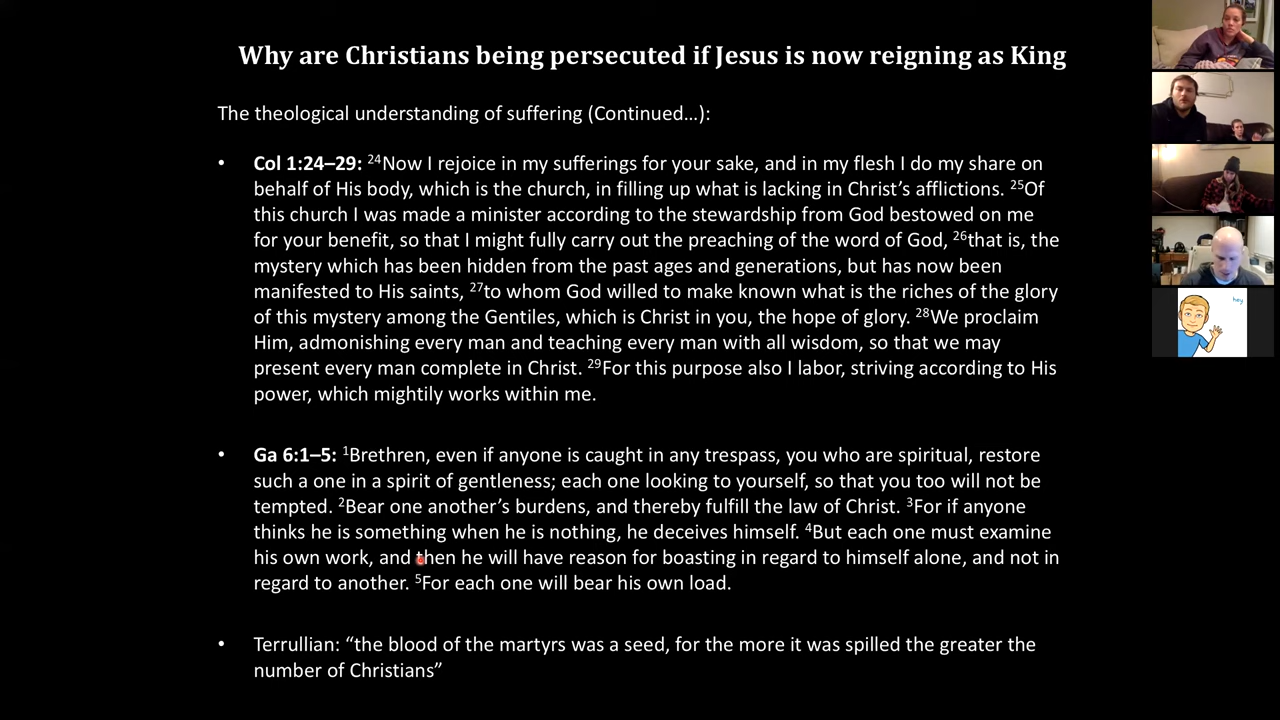 Why are Christians being persecuted if Jesus is now reigning as King
The theological understanding of suffering (Continued…):
• Col 1:24–29: 24Now I rejoice in my sufferings for your sake, and in my flesh I do my share on
behalf of His body, which is the church, in filling up what is lacking in Christ’s afflictions. 25Of
this church I was made a minister according to the stewardship from God bestowed on me
for your benefit, so that I might fully carry out the preaching of the word of God, 26that is, the
mystery which has been hidden from the past ages and generations, but has now been
manifested to His saints, 27to whom God willed to make known what is the riches of the glory
of this mystery among the Gentiles, which is Christ in you, the hope of glory. 28We proclaim
Him, admonishing every man and teaching every man with all wisdom, so that we may
present every man complete in Christ. 29For this purpose also I labor, striving according to His
power, which mightily works within me.
• Ga 6:1–5: 1Brethren, even if anyone is caught in any trespass, you who are spiritual, restore
such a one in a spirit of gentleness; each one looking to yourself, so that you too will not be
tempted. 2Bear one another’s burdens, and thereby fulfill the law of Christ. 3For if anyone
thinks he is something when he is nothing, he deceives himself. 4But each one must examine
his own work, and then he will have reason for boasting in regard to himself alone, and not in
regard to another. 5For each one will bear his own load.
• Terrullian: “the blood of the martyrs was a seed, for the more it was spilled the greater the
number of Christians”
hey